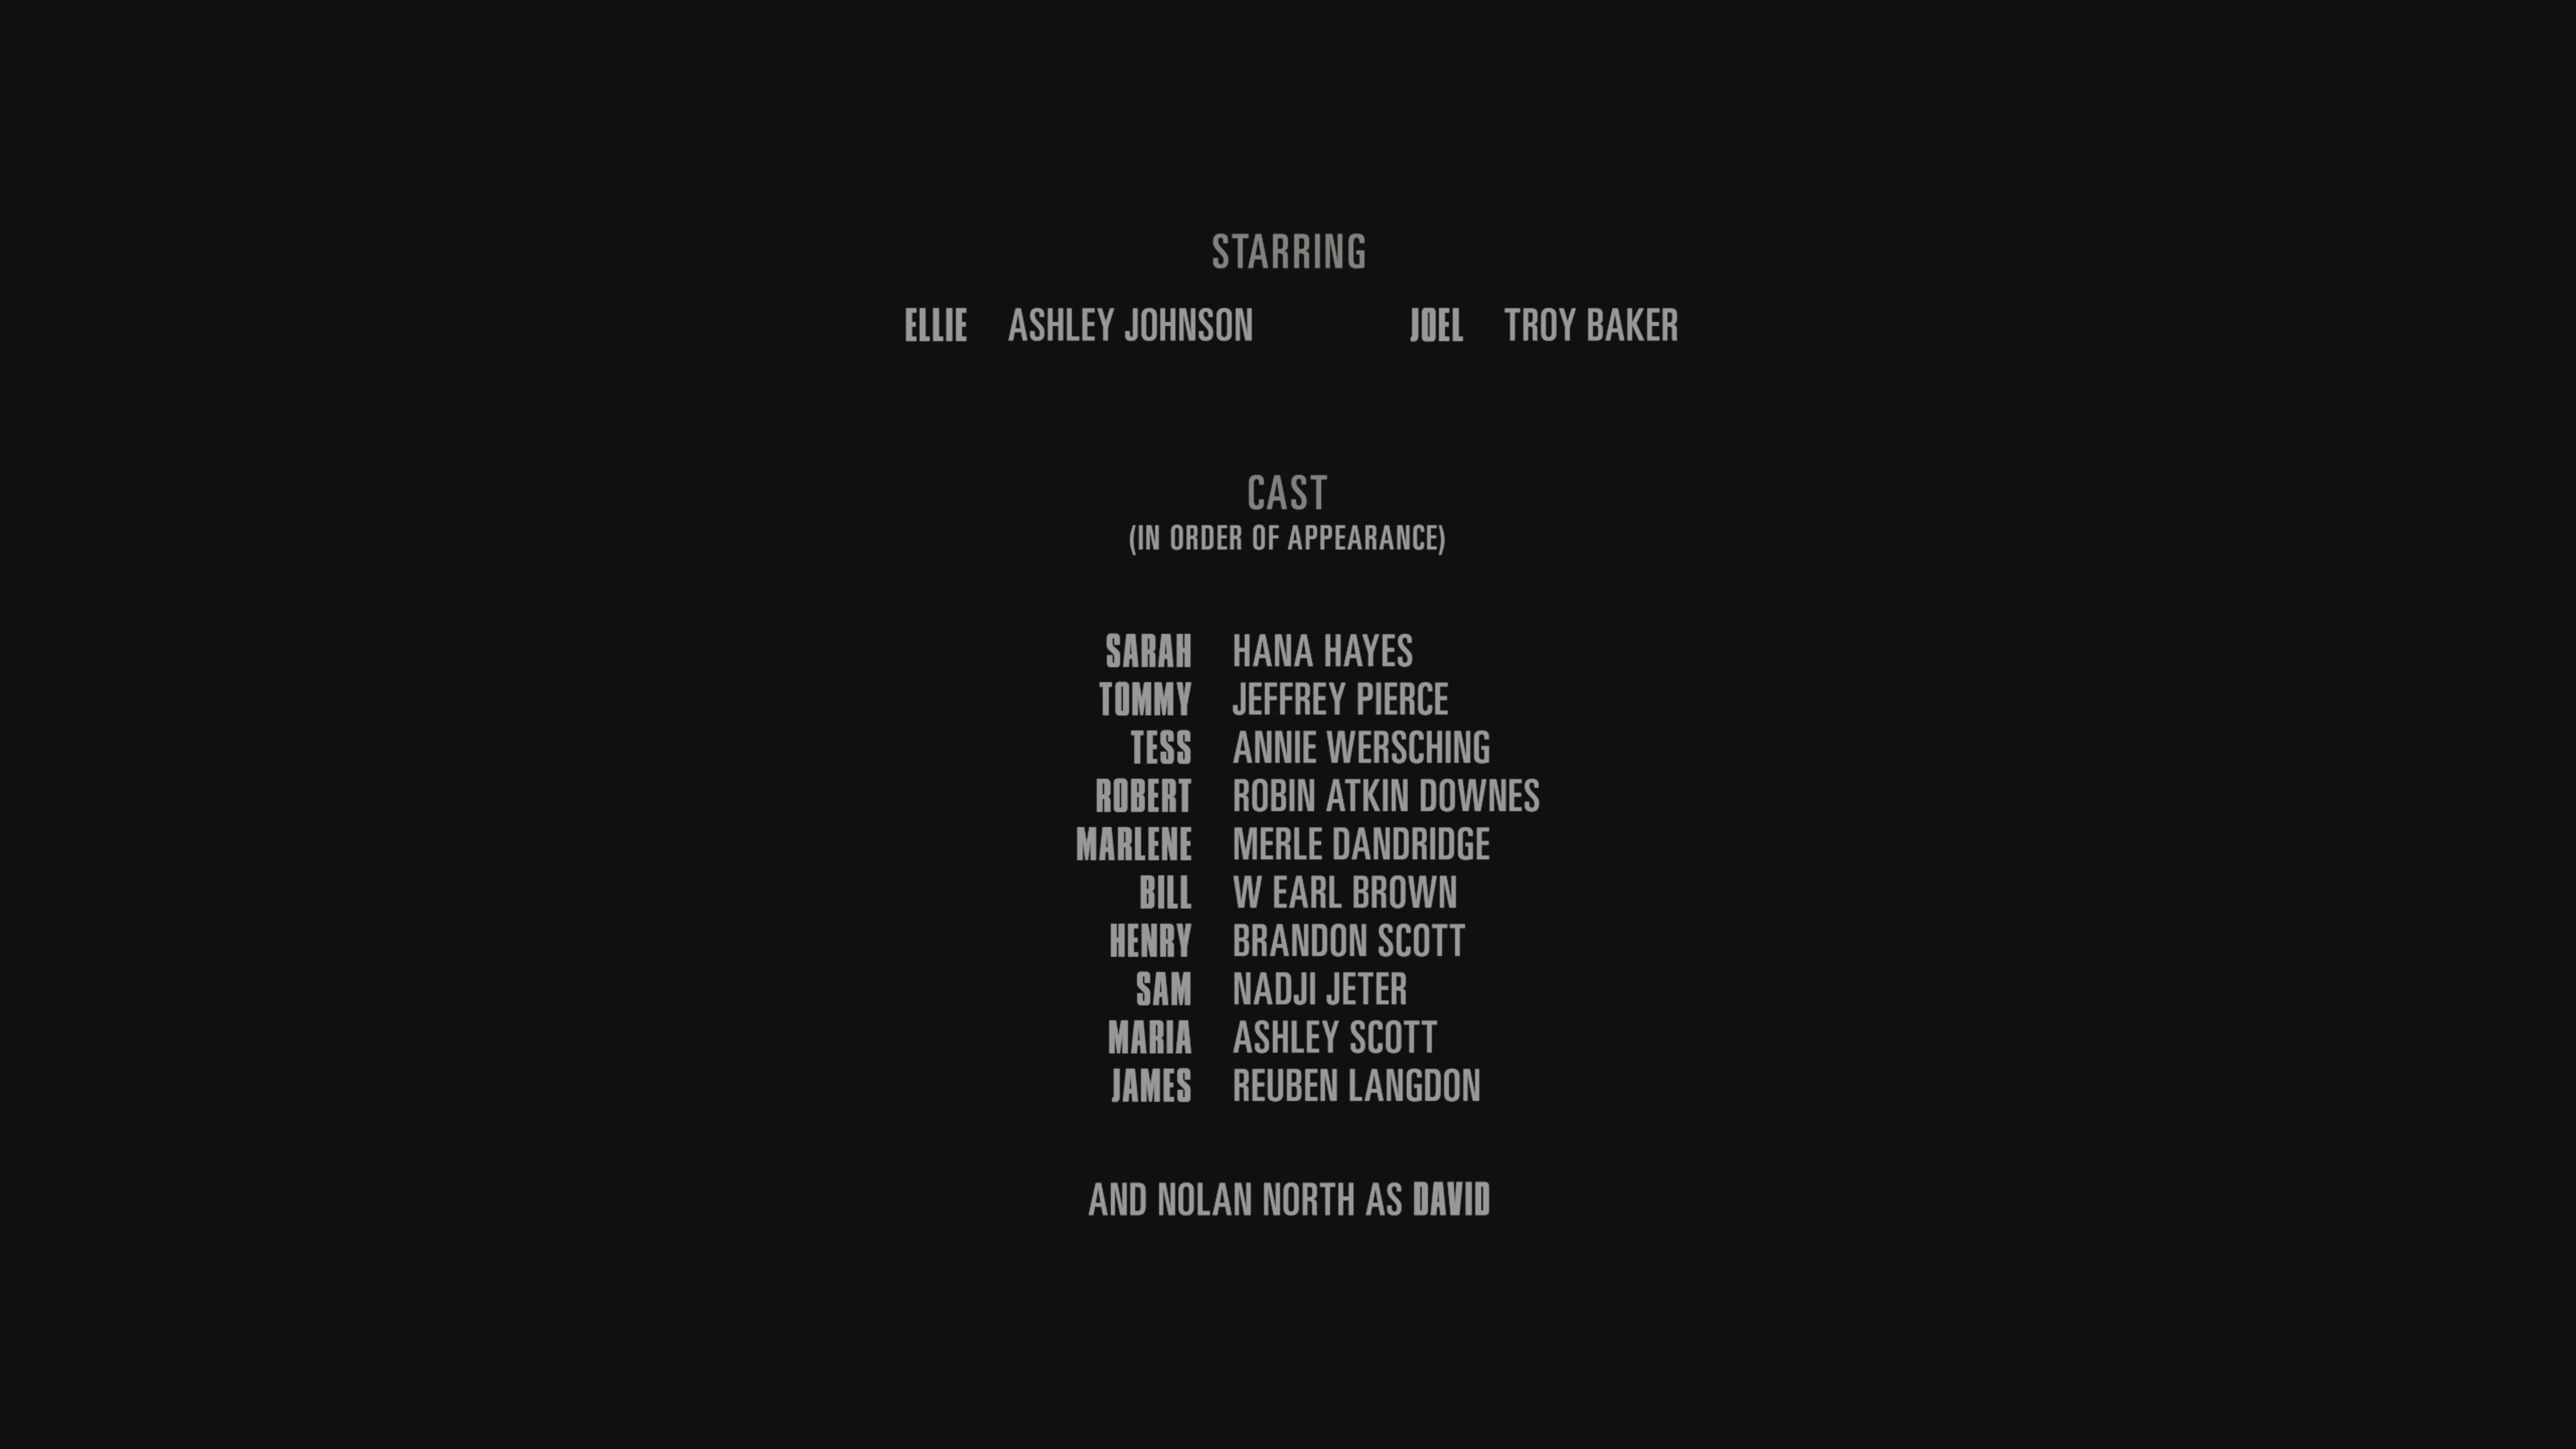 STARRING
ELLIE ASHLEY JOHNSON JOEL TROY BAKER
CAST
(IN ORDER OF APPEARANCE)
SARAH HANA HAYES
TOMMY JEFFREY PIERCE
TESS ANNIE WERSCHING
ROBERT ROBIN ATKIN DOWNES
MARLENE MERLE DANDRIDGE
BILL W EARL BROWN
HENRY BRANDON SCOTT
SAM NADJI JETER
MARIA ASHLEY SCOTT
JAMES REUBEN LANGDON
AND NOLAN NORTH AS DAVID